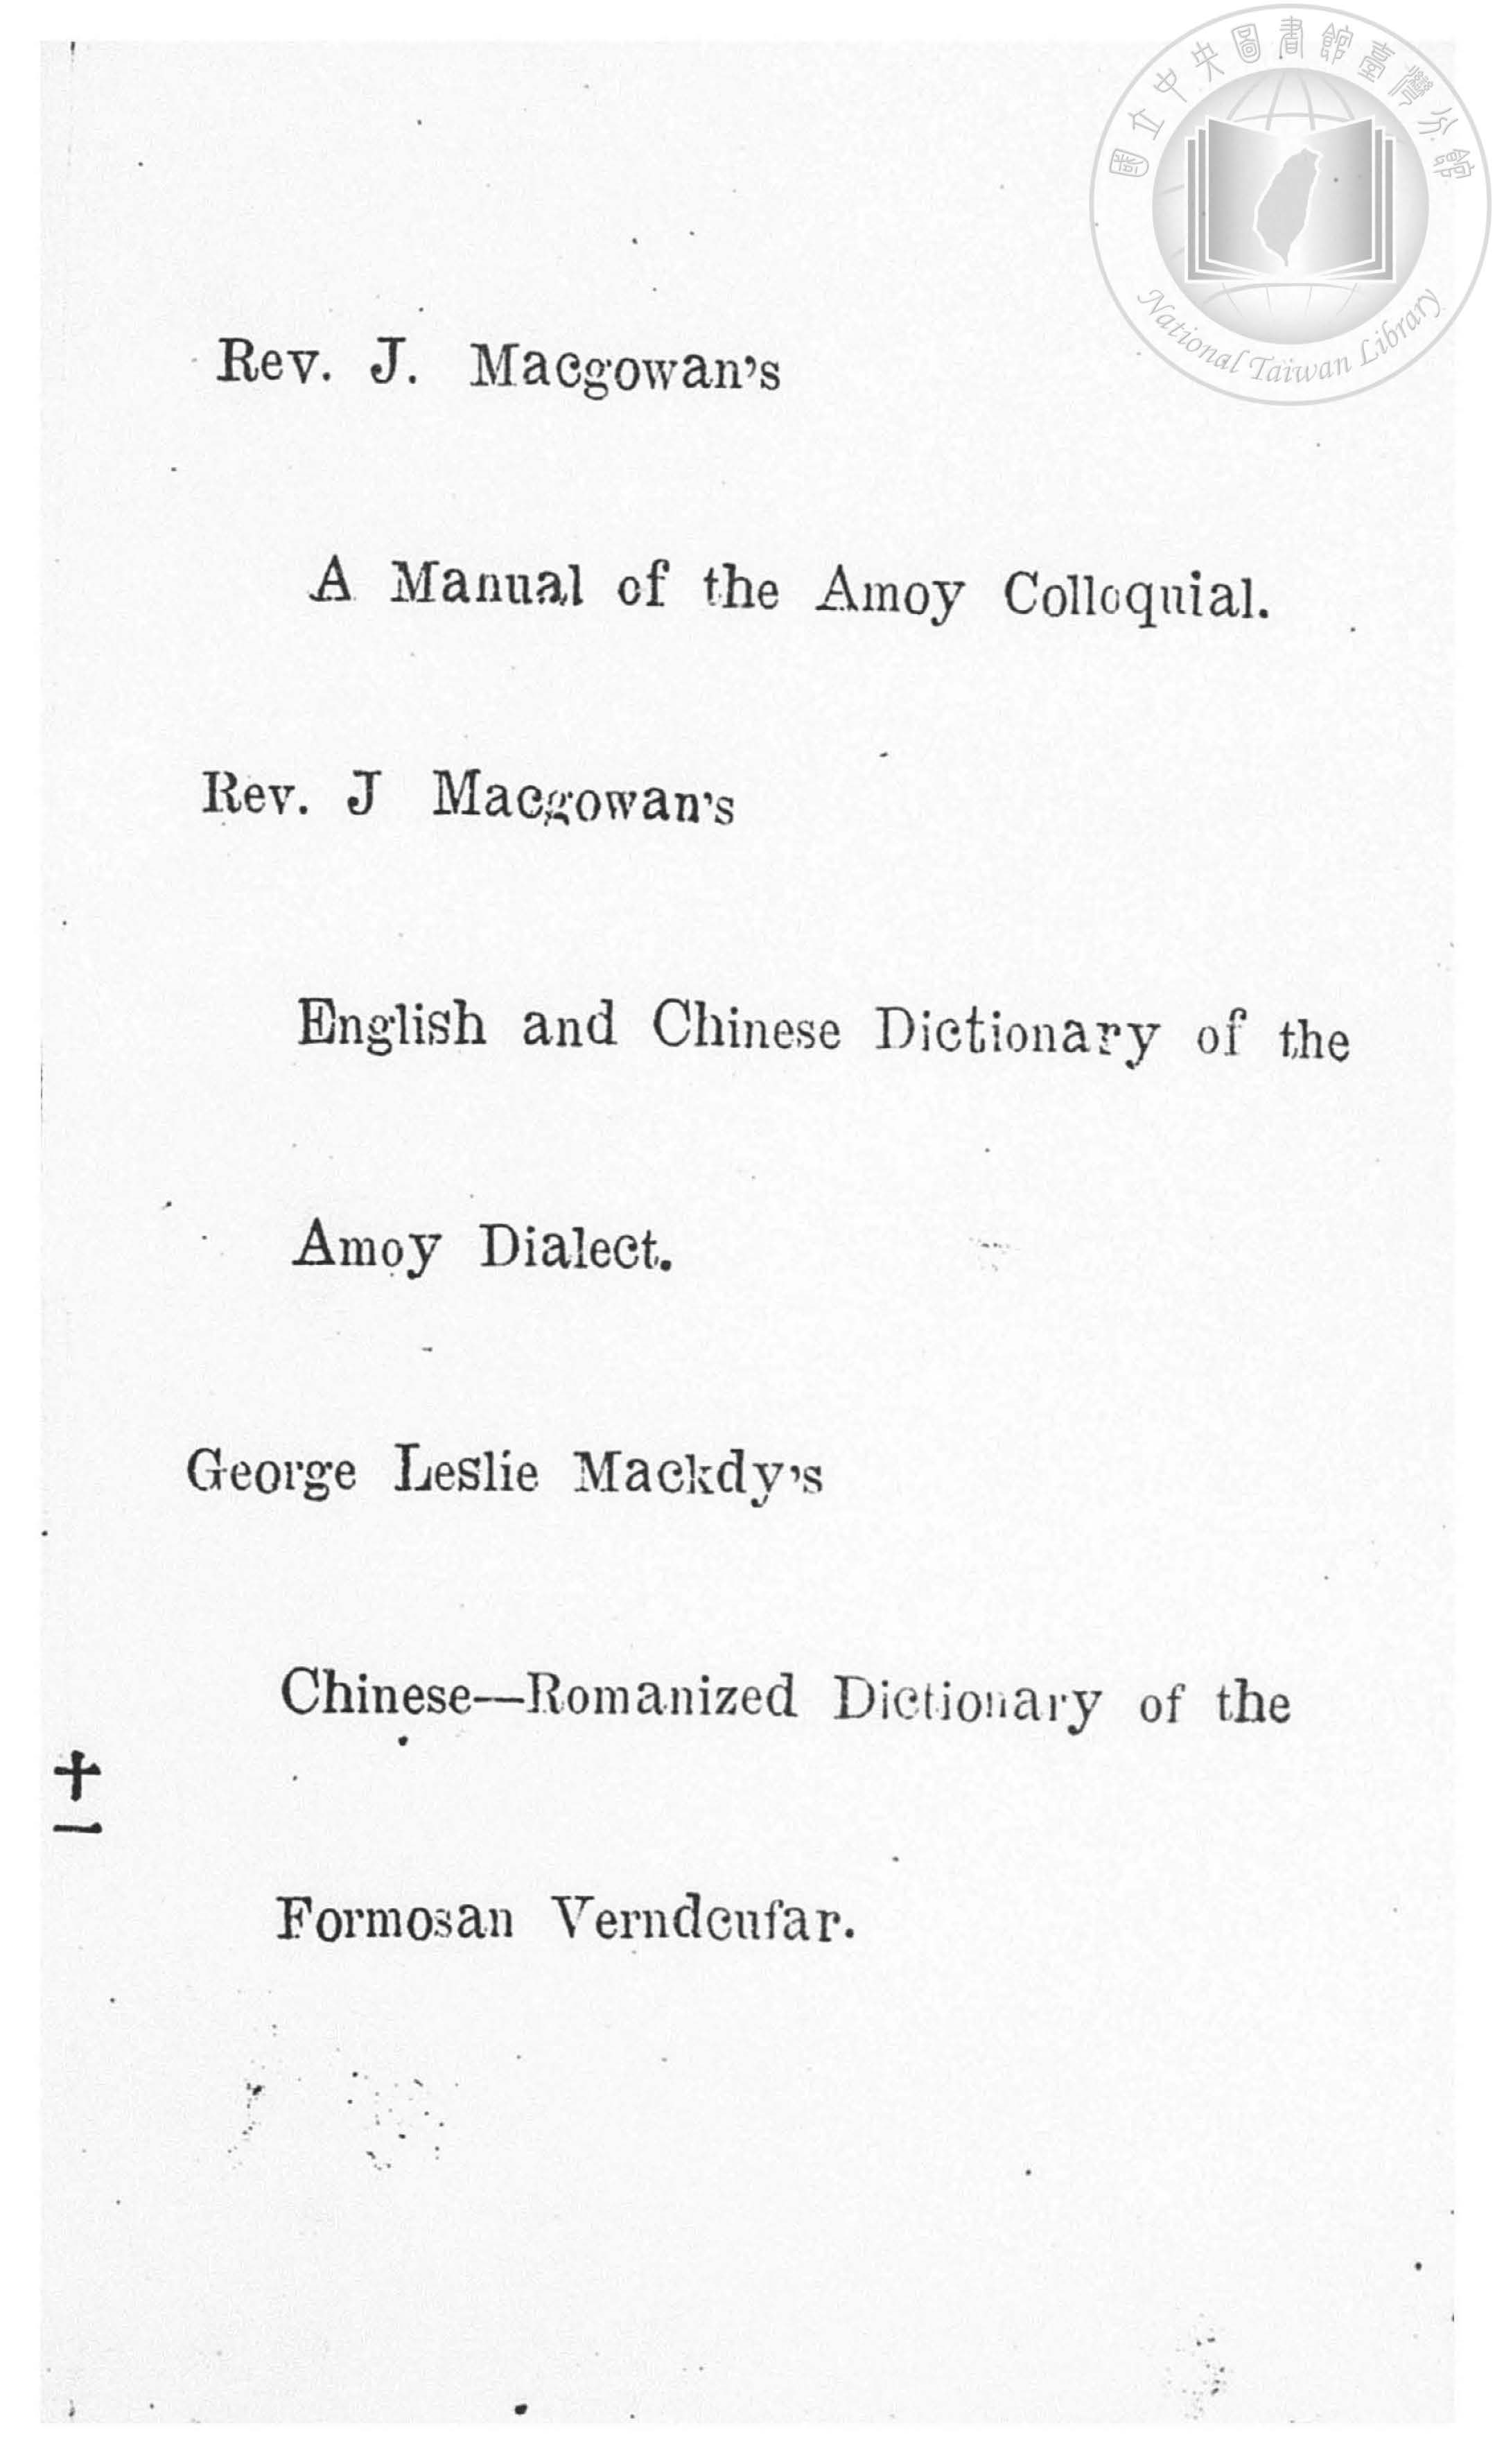 國立中央圖書館臺灣分館
National Taiwan Library
Rev. J. Macgowan's
A Manual of the Amoy Colloquial.
Rev. J Macgowan's
English and Chinese Dictionary of the
Amoy Dialect.
George Leslie Mackdy's
Chinese—Romanized Dictionary of the
十一
Formosan Verndcufar.